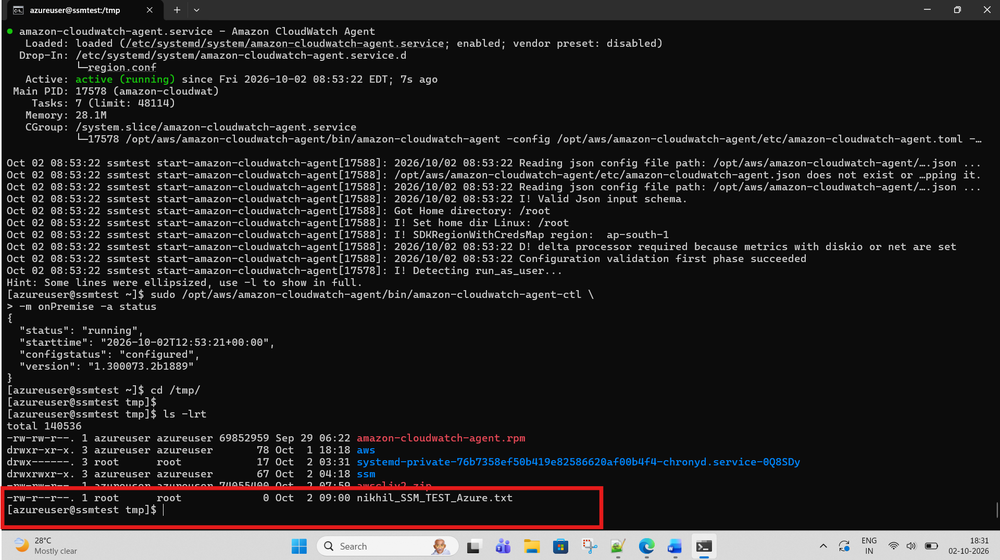 azureuser@ssmtest:/tmp
● amazon-cloudwatch-agent.service - Amazon CloudWatch Agent
Loaded: loaded (/etc/systemd/system/amazon-cloudwatch-agent.service; enabled; vendor preset: disabled)
Drop-In: /etc/systemd/system/amazon-cloudwatch-agent.service.d
└─region.conf
Active: active (running) since Fri 2026-10-02 08:53:22 EDT; 7s ago
Main PID: 17578 (amazon-cloudwat)
Tasks: 7 (limit: 48114)
Memory: 28.1M
CGroup: /system.slice/amazon-cloudwatch-agent.service
└─17578 /opt/aws/amazon-cloudwatch-agent/bin/amazon-cloudwatch-agent -config /opt/aws/amazon-cloudwatch-agent/etc/amazon-cloudwatch-agent.toml -…
Oct 02 08:53:22 ssmtest start-amazon-cloudwatch-agent[17588]: 2026/10/02 08:53:22 Reading json config file path: /opt/aws/amazon-cloudwatch-agent/….json ...
Oct 02 08:53:22 ssmtest start-amazon-cloudwatch-agent[17588]: /opt/aws/amazon-cloudwatch-agent/etc/amazon-cloudwatch-agent.json does not exist or …pping it.
Oct 02 08:53:22 ssmtest start-amazon-cloudwatch-agent[17588]: 2026/10/02 08:53:22 Reading json config file path: /opt/aws/amazon-cloudwatch-agent/….json ...
Oct 02 08:53:22 ssmtest start-amazon-cloudwatch-agent[17588]: 2026/10/02 08:53:22 I! Valid Json input schema.
Oct 02 08:53:22 ssmtest start-amazon-cloudwatch-agent[17588]: Got Home directory: /root
Oct 02 08:53:22 ssmtest start-amazon-cloudwatch-agent[17588]: I! Set home dir Linux: /root
Oct 02 08:53:22 ssmtest start-amazon-cloudwatch-agent[17588]: I! SDKRegionWithCredsMap region:  ap-south-1
Oct 02 08:53:22 ssmtest start-amazon-cloudwatch-agent[17588]: 2026/10/02 08:53:22 D! delta processor required because metrics with diskio or net are set
Oct 02 08:53:22 ssmtest start-amazon-cloudwatch-agent[17588]: 2026/10/02 08:53:22 Configuration validation first phase succeeded
Oct 02 08:53:22 ssmtest start-amazon-cloudwatch-agent[17578]: I! Detecting run_as_user...
Hint: Some lines were ellipsized, use -l to show in full.
[azureuser@ssmtest ~]$ sudo /opt/aws/amazon-cloudwatch-agent/bin/amazon-cloudwatch-agent-ctl \
> -m onPremise -a status
{
"status": "running",
"starttime": "2026-10-02T12:53:21+00:00",
"configstatus": "configured",
"version": "1.300073.2b1889"
}
[azureuser@ssmtest ~]$ cd /tmp/
[azureuser@ssmtest tmp]$
[azureuser@ssmtest tmp]$ ls -lrt
total 140536
-rw-rw-r--. 1 azureuser azureuser 69852959 Sep 29 06:22 amazon-cloudwatch-agent.rpm
drwxr-xr-x. 3 azureuser azureuser       78 Oct  1 18:18 aws
drwx------. 3 root      root            17 Oct  2 03:31 systemd-private-76b7358ef50b419e82586620af00b4f4-chronyd.service-0Q8SDy
drwxrwxr-x. 3 azureuser azureuser       67 Oct  2 04:18 ssm
-rw-rw-r--. 1 azureuser azureuser 74055400 Oct  2 07:59 awscliv2.zip
-rw-r--r--. 1 root      root             0 Oct  2 09:00 nikhil_SSM_TEST_Azure.txt
[azureuser@ssmtest tmp]$
28°C
Mostly clear
Search
ENG
IN
18:31
02-10-2026